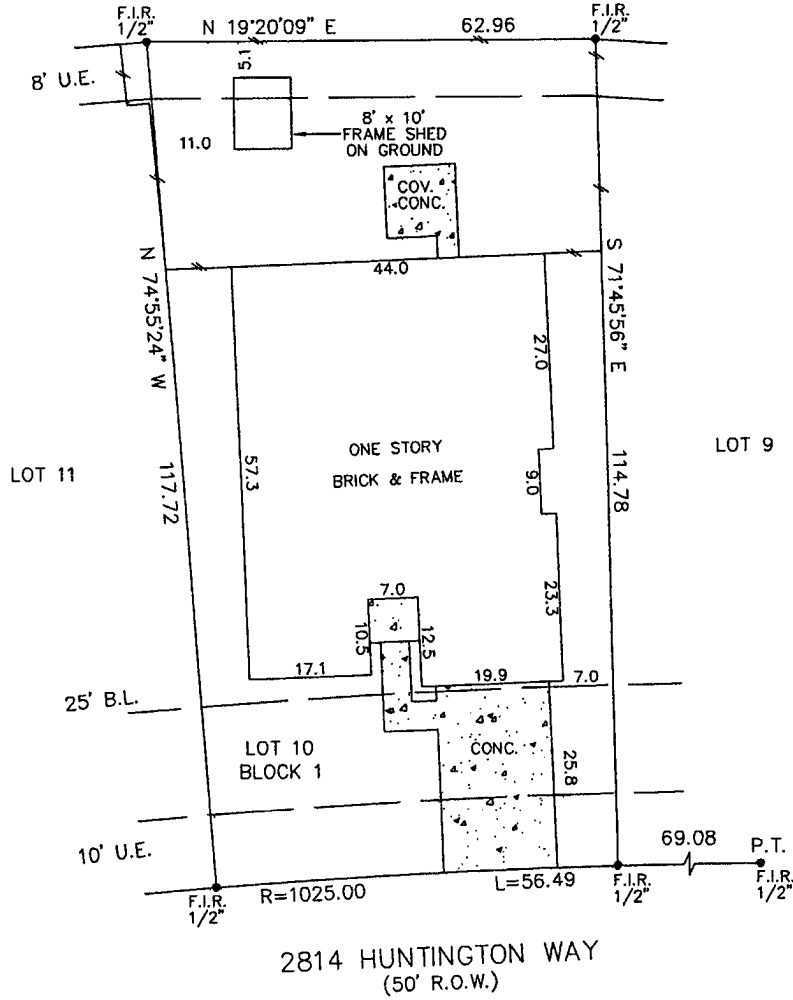 F.I.R.
1/2"
N 19°20'09" E
62.96
F.I.R.
1/2"
8' U.E.
5.1
8' x 10'
FRAME SHED
ON GROUND
11.0
COV.
CONC.
44.0
N 74°55'24" W
117.72
S 71°45'56" E
114.78
27.0
LOT 11
57.3
ONE STORY
BRICK & FRAME
9.0
LOT 9
23.3
7.0
10.5
12.5
17.1
19.9
7.0
25' B.L.
LOT 10
BLOCK 1
CONC.
25.8
10' U.E.
69.08
P.T.
F.I.R.
1/2"
R=1025.00
L=56.49
F.I.R.
1/2"
F.I.R.
1/2"
2814 HUNTINGTON WAY
(50' R.O.W.)